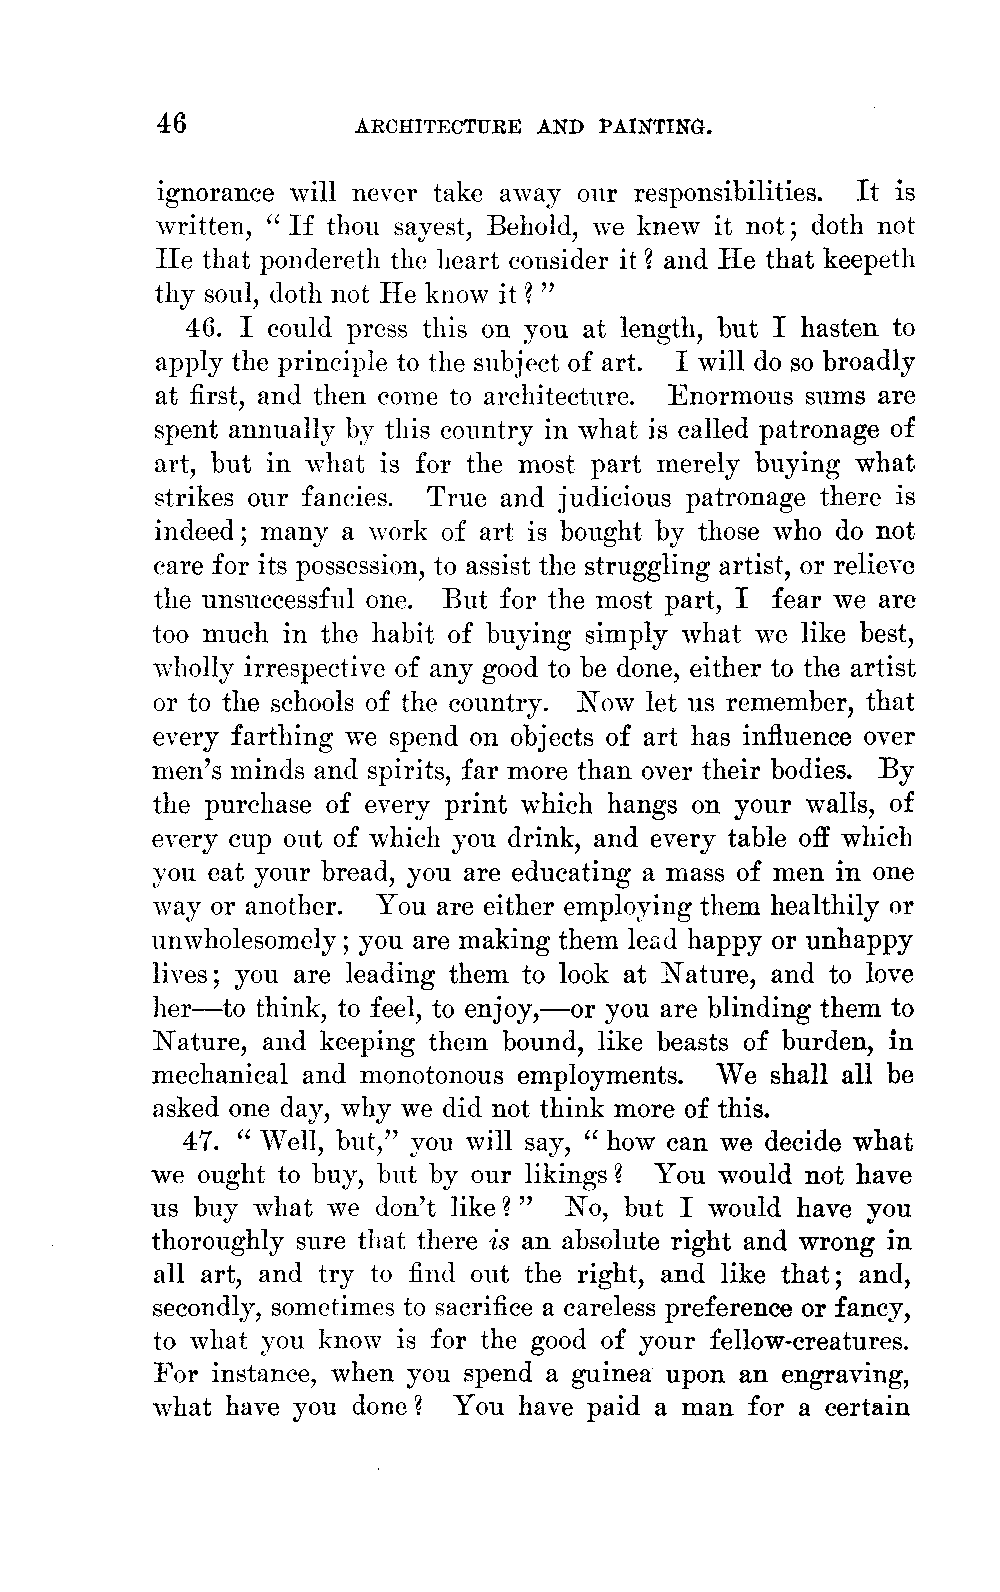 46 ARCHITECTURE AND PAINTING.
ignorance will never take away our responsibilities. It is
written, “ If thou sayest, Behold, we knew it not; doth not
He that pondereth the heart consider it? and He that keepeth
thy soul, doth not He know it?”
46. I could press this on you at length, but I hasten to
apply the principle to the subject of art. I will do so broadly
at first, and then come to architecture. Enormous sums are
spent annually by this country in what is called patronage of
art, but in what is for the most part merely buying what
strikes our fancies. True and judicious patronage there is
indeed; many a work of art is bought by those who do not
care for its possession, to assist the struggling artist, or relieve
the unsuccessful one. But for the most part, I fear we are
too much in the habit of buying simply what we like best,
wholly irrespective of any good to be done, either to the artist
or to the schools of the country. Now let us remember, that
every farthing we spend on objects of art has influence over
men’s minds and spirits, far more than over their bodies. By
the purchase of every print which hangs on your walls, of
every cup out of which you drink, and every table off which
you eat your bread, you are educating a mass of men in one
way or another. You are either employing them healthily or
unwholesomely; you are making them lead happy or unhappy
lives; you are leading them to look at Nature, and to love
her—to think, to feel, to enjoy,—or you are blinding them to
Nature, and keeping them bound, like beasts of burden, in
mechanical and monotonous employments. We shall all be
asked one day, why we did not think more of this.
47. “ Well, but,” you will say, “ how can we decide what
we ought to buy, but by our likings? You would not have
us buy what we don’t like?” No, but I would have you
thoroughly sure that there is an absolute right and wrong in
all art, and try to find out the right, and like that; and,
secondly, sometimes to sacrifice a careless preference or fancy,
to what you know is for the good of your fellow-creatures.
For instance, when you spend a guinea upon an engraving,
what have you done? You have paid a man for a certain